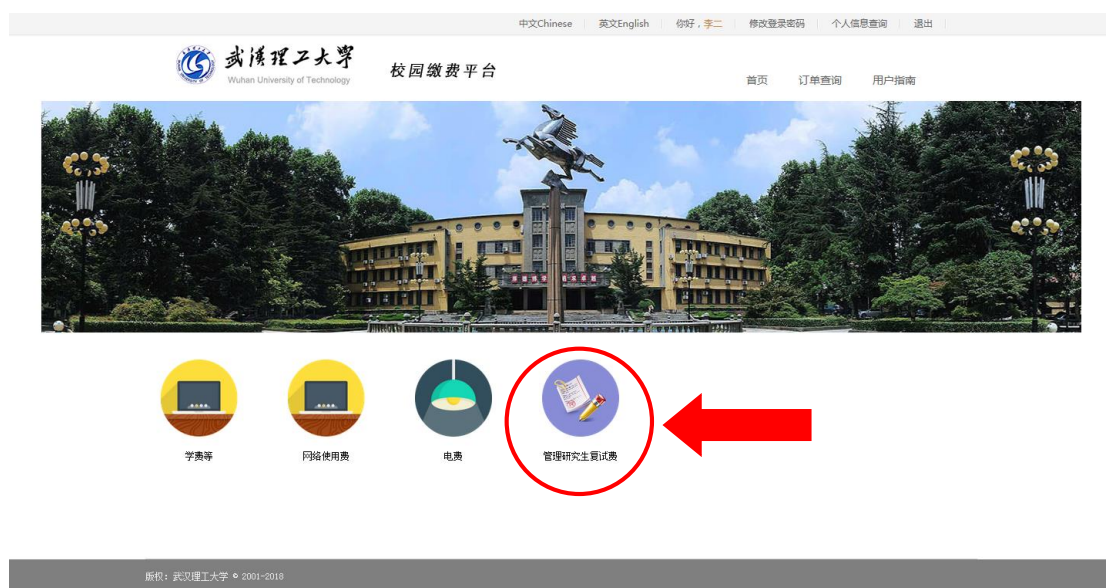 中文Chinese 英文English 你好，李二 修改登录密码 个人信息查询 退出
武汉理工大学
Wuhan University of Technology
校园缴费平台
首页 订单查询 用户指南
学费等 网络使用费 电费 管理研究生复试费
版权：武汉理工大学 © 2001-2018